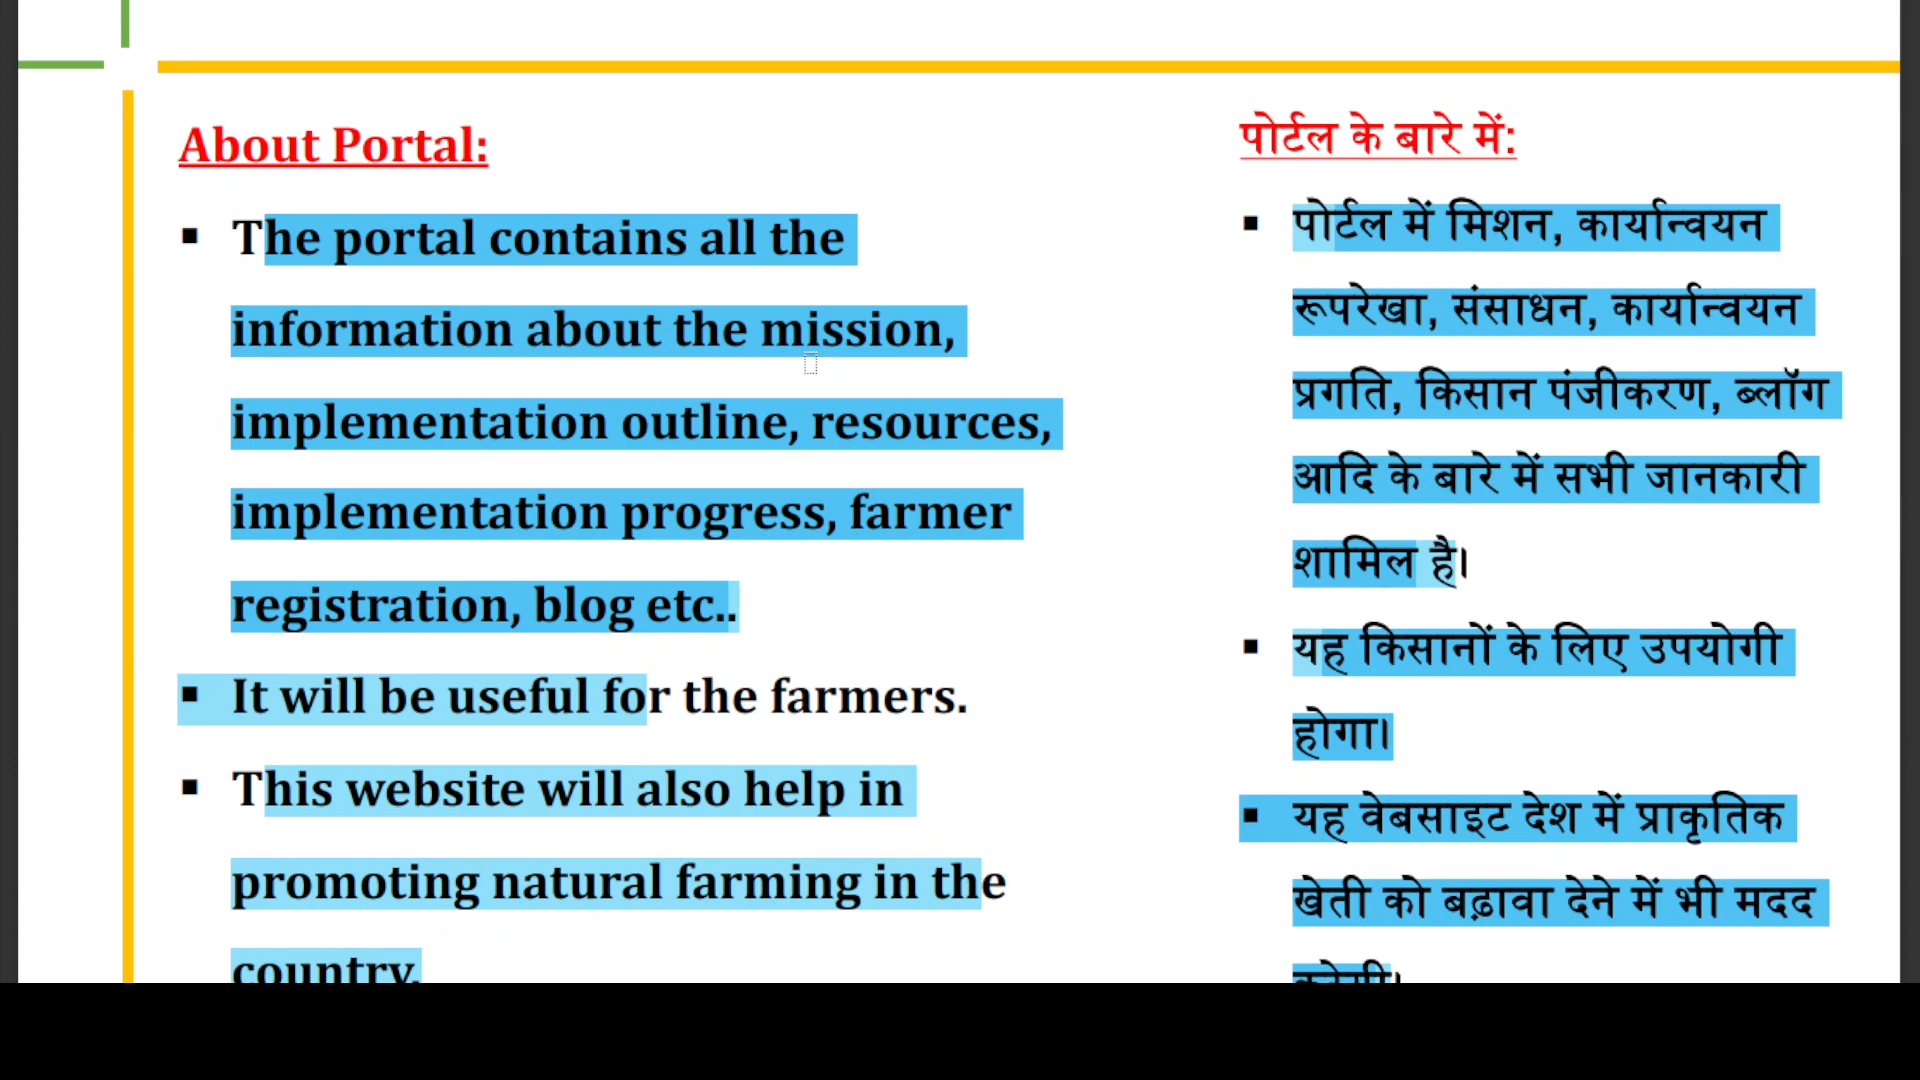 About Portal:
▪ The portal contains all the
information about the mission,
implementation outline, resources,
implementation progress, farmer
registration, blog etc..
▪ It will be useful for the farmers.
▪ This website will also help in
promoting natural farming in the
country.
पोर्टल के बारे में:
▪ पोर्टल में मिशन, कार्यान्वयन
रूपरेखा, संसाधन, कार्यान्वयन
प्रगति, किसान पंजीकरण, ब्लॉग
आदि के बारे में सभी जानकारी
शामिल है।
▪ यह किसानों के लिए उपयोगी
होगा।
▪ यह वेबसाइट देश में प्राकृतिक
खेती को बढ़ावा देने में भी मदद
करेगी।